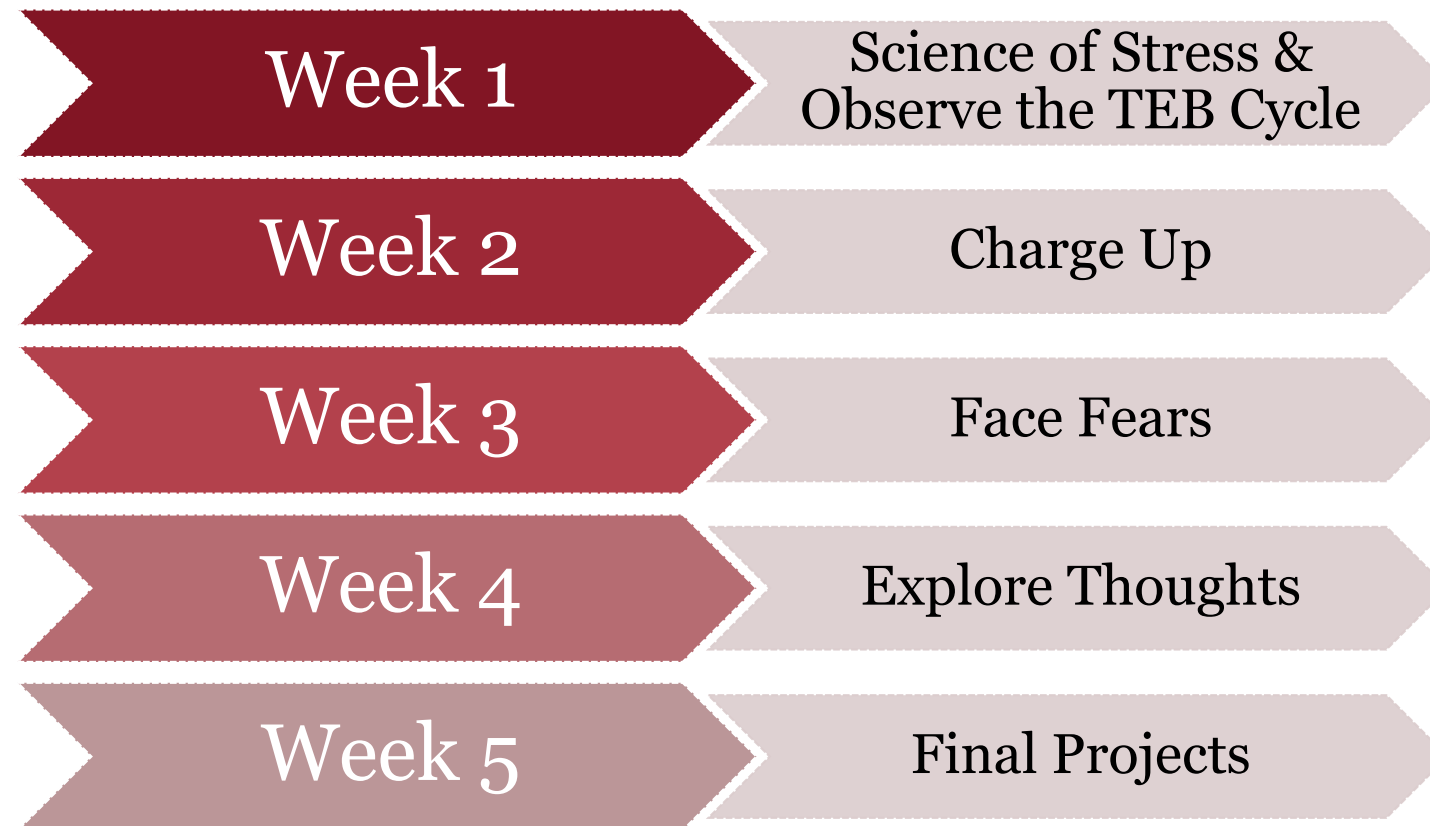 Week 1
Science of Stress &
Observe the TEB Cycle
Week 2
Charge Up
Week 3
Face Fears
Week 4
Explore Thoughts
Week 5
Final Projects